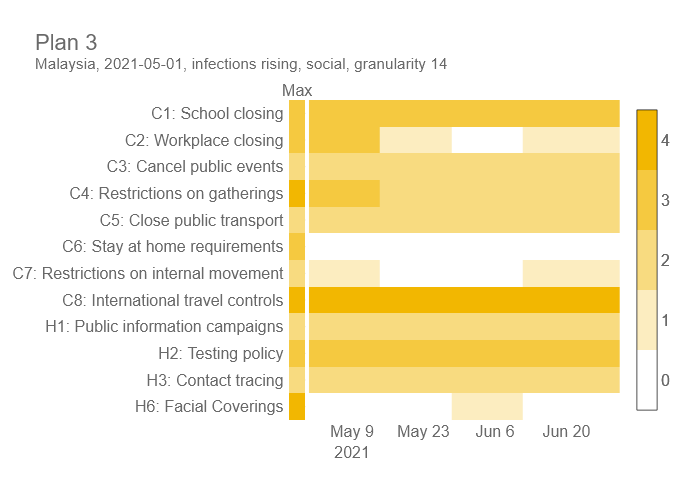 Plan 3
Malaysia, 2021-05-01, infections rising, social, granularity 14
Max
C1: School closing
C2: Workplace closing
C3: Cancel public events
C4: Restrictions on gatherings
C5: Close public transport
C6: Stay at home requirements
C7: Restrictions on internal movement
C8: International travel controls
H1: Public information campaigns
H2: Testing policy
H3: Contact tracing
H6: Facial Coverings
May 9 May 23 Jun 6 Jun 20
2021
4
3
2
1
0